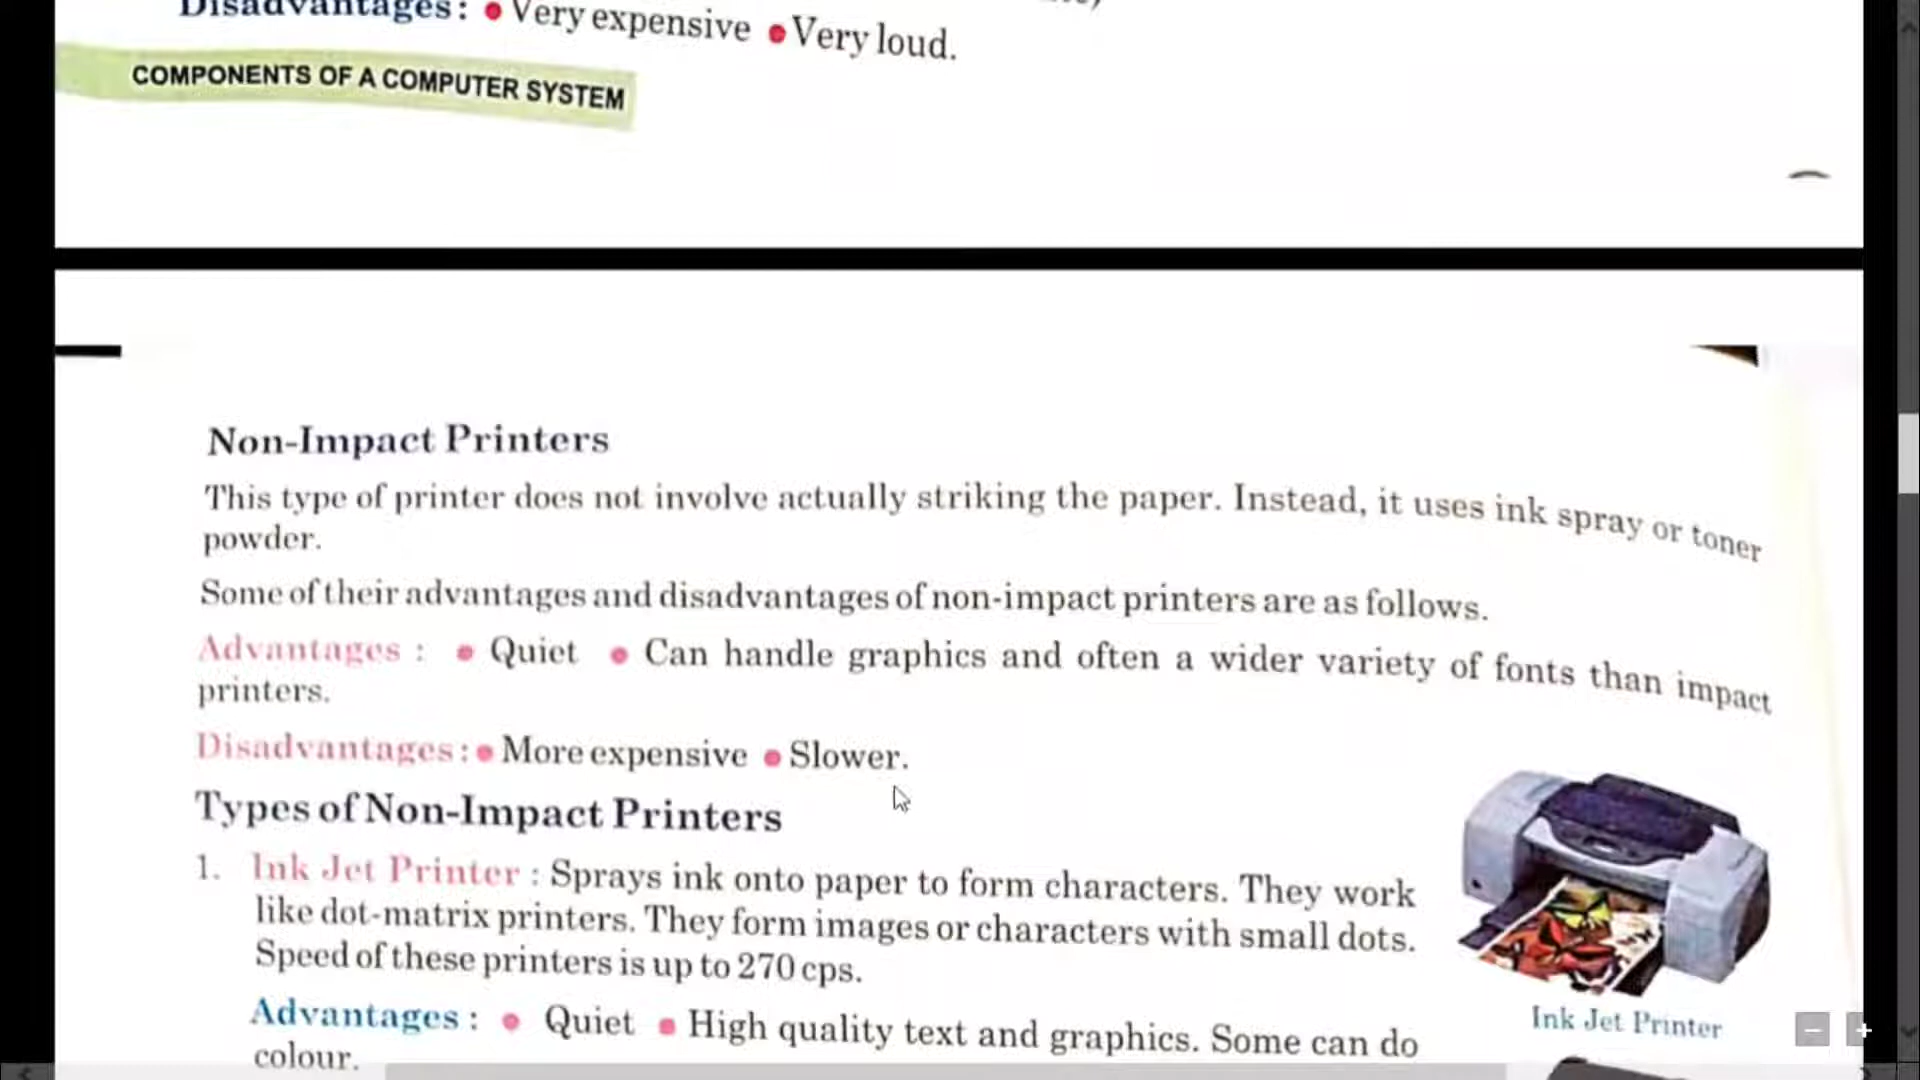 Disadvantages: • Very expensive • Very loud.
COMPONENTS OF A COMPUTER SYSTEM
Non-Impact Printers
This type of printer does not involve actually striking the paper. Instead, it uses ink spray or toner
powder.
Some of their advantages and disadvantages of non-impact printers are as follows.
Advantages : • Quiet • Can handle graphics and often a wider variety of fonts than impact
printers.
Disadvantages : • More expensive • Slower.
Types of Non-Impact Printers
1. Ink Jet Printer : Sprays ink onto paper to form characters. They work
like dot-matrix printers. They form images or characters with small dots.
Speed of these printers is up to 270 cps.
Advantages : • Quiet • High quality text and graphics. Some can do
colour.
Ink Jet Printer